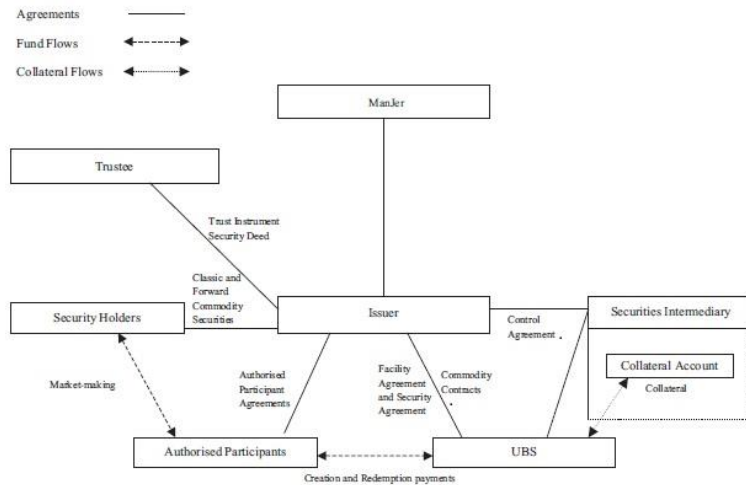 Agreements
Fund Flows
Collateral Flows
ManJer
Trustee
Trust Instrument
Security Deed
Classic and
Forward
Commodity
Securities
Security Holders
Issuer
Securities Intermediary
Control
Agreement
Collateral Account
Collateral
Market-making
Authorised
Participant
Agreements
Facility
Agreement
and Security
Agreement
Commodity
Contracts
Authorised Participants
UBS
Creation and Redemption payments